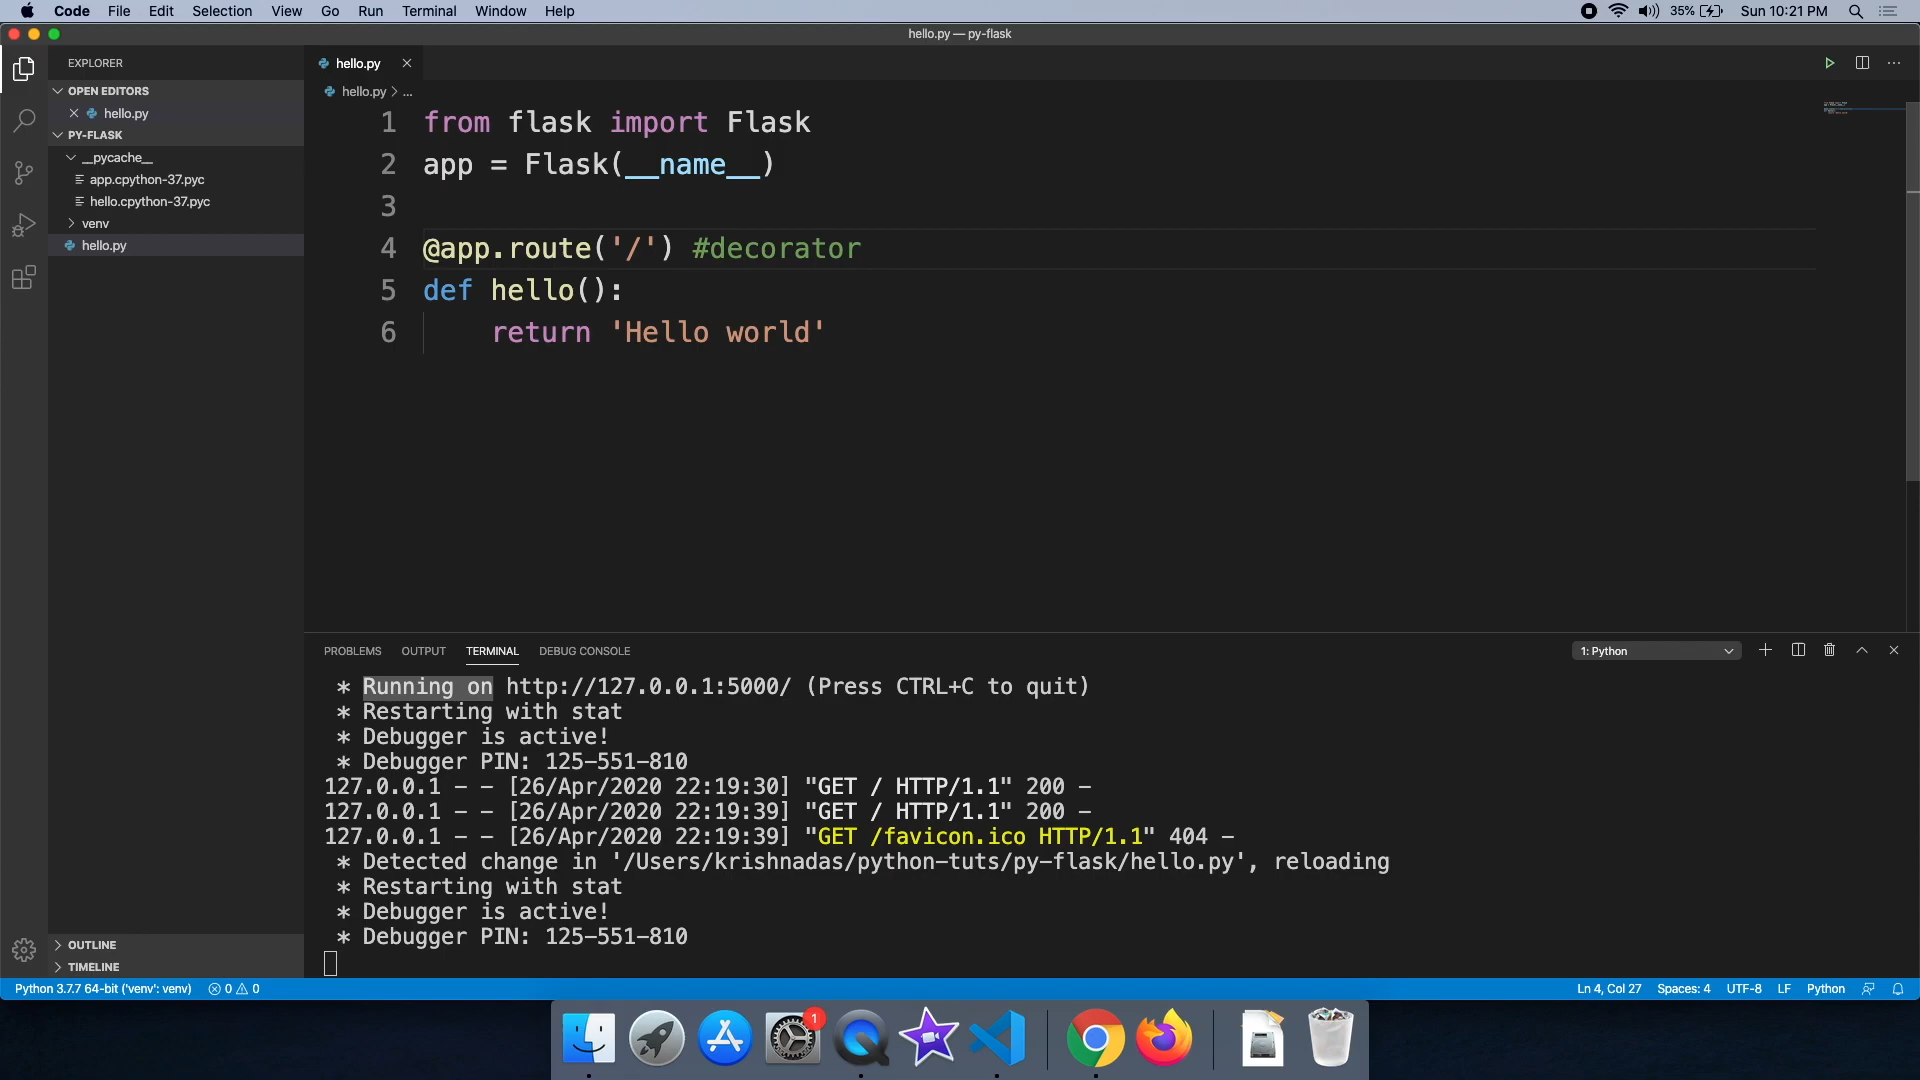 Code File Edit Selection View Go Run Terminal Window Help 35% Sun 10:21 PM
hello.py — py-flask
EXPLORER
OPEN EDITORS
hello.py
PY-FLASK
__pycache__
app.cpython-37.pyc
hello.cpython-37.pyc
venv
hello.py
OUTLINE
TIMELINE
hello.py
hello.py > ...
1 from flask import Flask
2 app = Flask(__name__)
3
4 @app.route('/') #decorator
5 def hello():
6 return 'Hello world'
PROBLEMS OUTPUT TERMINAL DEBUG CONSOLE 1: Python
* Running on http://127.0.0.1:5000/ (Press CTRL+C to quit)
* Restarting with stat
* Debugger is active!
* Debugger PIN: 125-551-810
127.0.0.1 - - [26/Apr/2020 22:19:30] "GET / HTTP/1.1" 200 -
127.0.0.1 - - [26/Apr/2020 22:19:39] "GET / HTTP/1.1" 200 -
127.0.0.1 - - [26/Apr/2020 22:19:39] "GET /favicon.ico HTTP/1.1" 404 -
* Detected change in '/Users/krishnadas/python-tuts/py-flask/hello.py', reloading
* Restarting with stat
* Debugger is active!
* Debugger PIN: 125-551-810
Python 3.7.7 64-bit ('venv': venv) 0 0 Ln 4, Col 27 Spaces: 4 UTF-8 LF Python
1